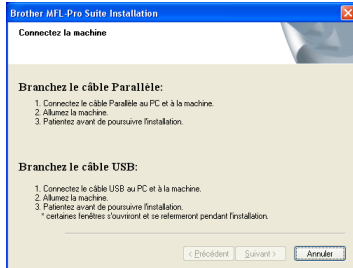 Brother MFL-Pro Suite Installation
Connectez la machine
Branchez le câble Parallèle:
1. Connectez le câble Parallèle au PC et à la machine.
2. Allumez la machine.
3. Patientez avant de poursuivre l'installation.
Branchez le câble USB:
1. Connectez le câble USB au PC et à la machine.
2. Allumez la machine.
3. Patientez avant de poursuivre l'installation.
* certaines fenêtres s'ouvriront et se refermeront pendant l'installation.
< Précédent Suivant > Annuler